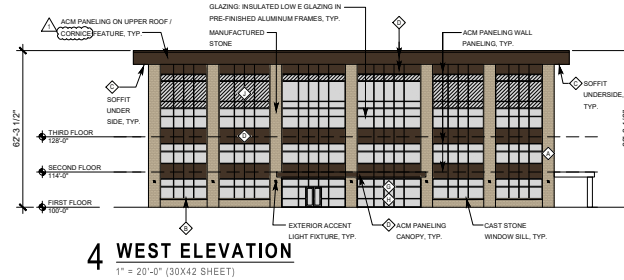 1
ACM PANELING ON UPPER ROOF /
CORNICE FEATURE, TYP.
GLAZING: INSULATED LOW E GLAZING IN
PRE-FINISHED ALUMINUM FRAMES, TYP.
MANUFACTURED
STONE
D
ACM PANELING WALL
PANELING, TYP.
C
SOFFIT
UNDER
SIDE, TYP.
C
SOFFIT
UNDERSIDE,
TYP.
J
62'-3 1/2"
THIRD FLOOR
128'-0"
D
A
SECOND FLOOR
114'-0"
G
H
FIRST FLOOR
100'-0"
B
EXTERIOR ACCENT
LIGHT FIXTURE, TYP.
D
ACM PANELING
CANOPY, TYP.
CAST STONE
WINDOW SILL, TYP.
4 WEST ELEVATION
1" = 20'-0" (30X42 SHEET)